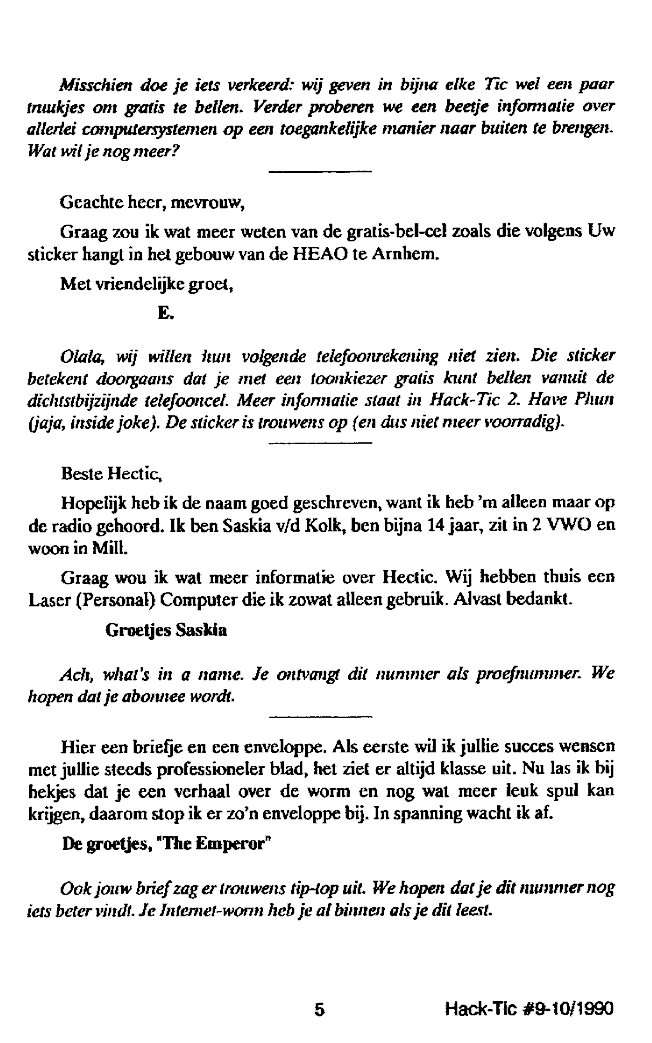 Misschien doe je iets verkeerd: wij geven in bijna elke Tic wel een paar
truukjes om gratis te bellen. Verder proberen we een beetje informatie over
allerlei computersystemen op een toegankelijke manier naar buiten te brengen.
Wat wil je nog meer?
Geachte heer, mevrouw,
Graag zou ik wat meer weten van de gratis-bel-cel zoals die volgens Uw
sticker hangt in het gebouw van de HEAO te Arnhem.
Met vriendelijke groet,
E.
Olala, wij willen hun volgende telefoonrekening niet zien. Die sticker
betekent doorgaans dat je met een toonkiezer gratis kunt bellen vanuit de
dichtstbijzijnde telefooncel. Meer informatie staat in Hack-Tic 2. Have Phun
(jaja, inside joke). De sticker is trouwens op (en dus niet meer voorradig).
Beste Hectic,
Hopelijk heb ik de naam goed geschreven, want ik heb 'm alleen maar op
de radio gehoord. Ik ben Saskia v/d Kolk, ben bijna 14 jaar, zit in 2 VWO en
woon in Mill.
Graag wou ik wat meer informatie over Hectic. Wij hebben thuis een
Laser (Personal) Computer die ik zowat alleen gebruik. Alvast bedankt.
Groetjes Saskia
Ach, what's in a name. Je ontvangt dit nummer als proefnummer. We
hopen dat je abonnee wordt.
Hier een briefje en een enveloppe. Als eerste wil ik jullie succes wensen
met jullie steeds professioneler blad, het ziet er altijd klasse uit. Nu las ik bij
hekjes dat je een verhaal over de worm en nog wat meer leuk spul kan
krijgen, daarom stop ik er zo'n enveloppe bij. In spanning wacht ik af.
De groetjes, "The Emperor"
Ook jouw brief zag er trouwens tip-top uit. We hopen dat je dit nummer nog
iets beter vindt. Je Internet-worm heb je al binnen als je dit leest.
5 Hack-Tic #9-10/1990